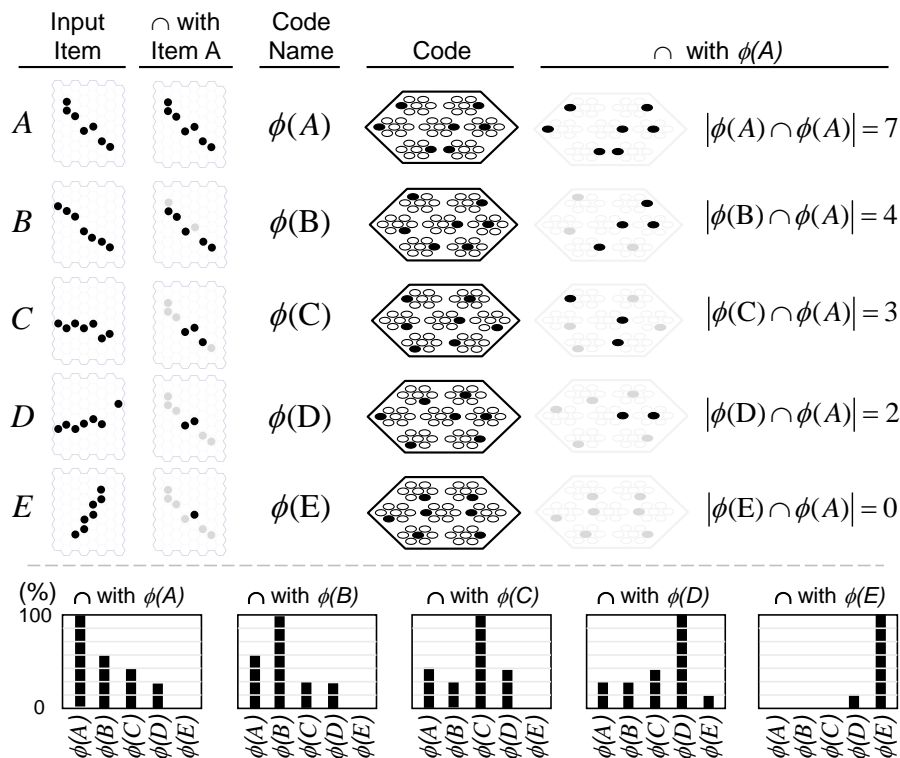 Input Item ∩ with Item A Code Name Code ∩ with ϕ(A)
A ϕ(A) |ϕ(A)∩ϕ(A)| = 7
B ϕ(B) |ϕ(B)∩ϕ(A)| = 4
C ϕ(C) |ϕ(C)∩ϕ(A)| = 3
D ϕ(D) |ϕ(D)∩ϕ(A)| = 2
E ϕ(E) |ϕ(E)∩ϕ(A)| = 0
(%) ∩ with ϕ(A) ∩ with ϕ(B) ∩ with ϕ(C) ∩ with ϕ(D) ∩ with ϕ(E)
100
0
ϕ(A) ϕ(B) ϕ(C) ϕ(D) ϕ(E) ϕ(A) ϕ(B) ϕ(C) ϕ(D) ϕ(E) ϕ(A) ϕ(B) ϕ(C) ϕ(D) ϕ(E) ϕ(A) ϕ(B) ϕ(C) ϕ(D) ϕ(E) ϕ(A) ϕ(B) ϕ(C) ϕ(D) ϕ(E)